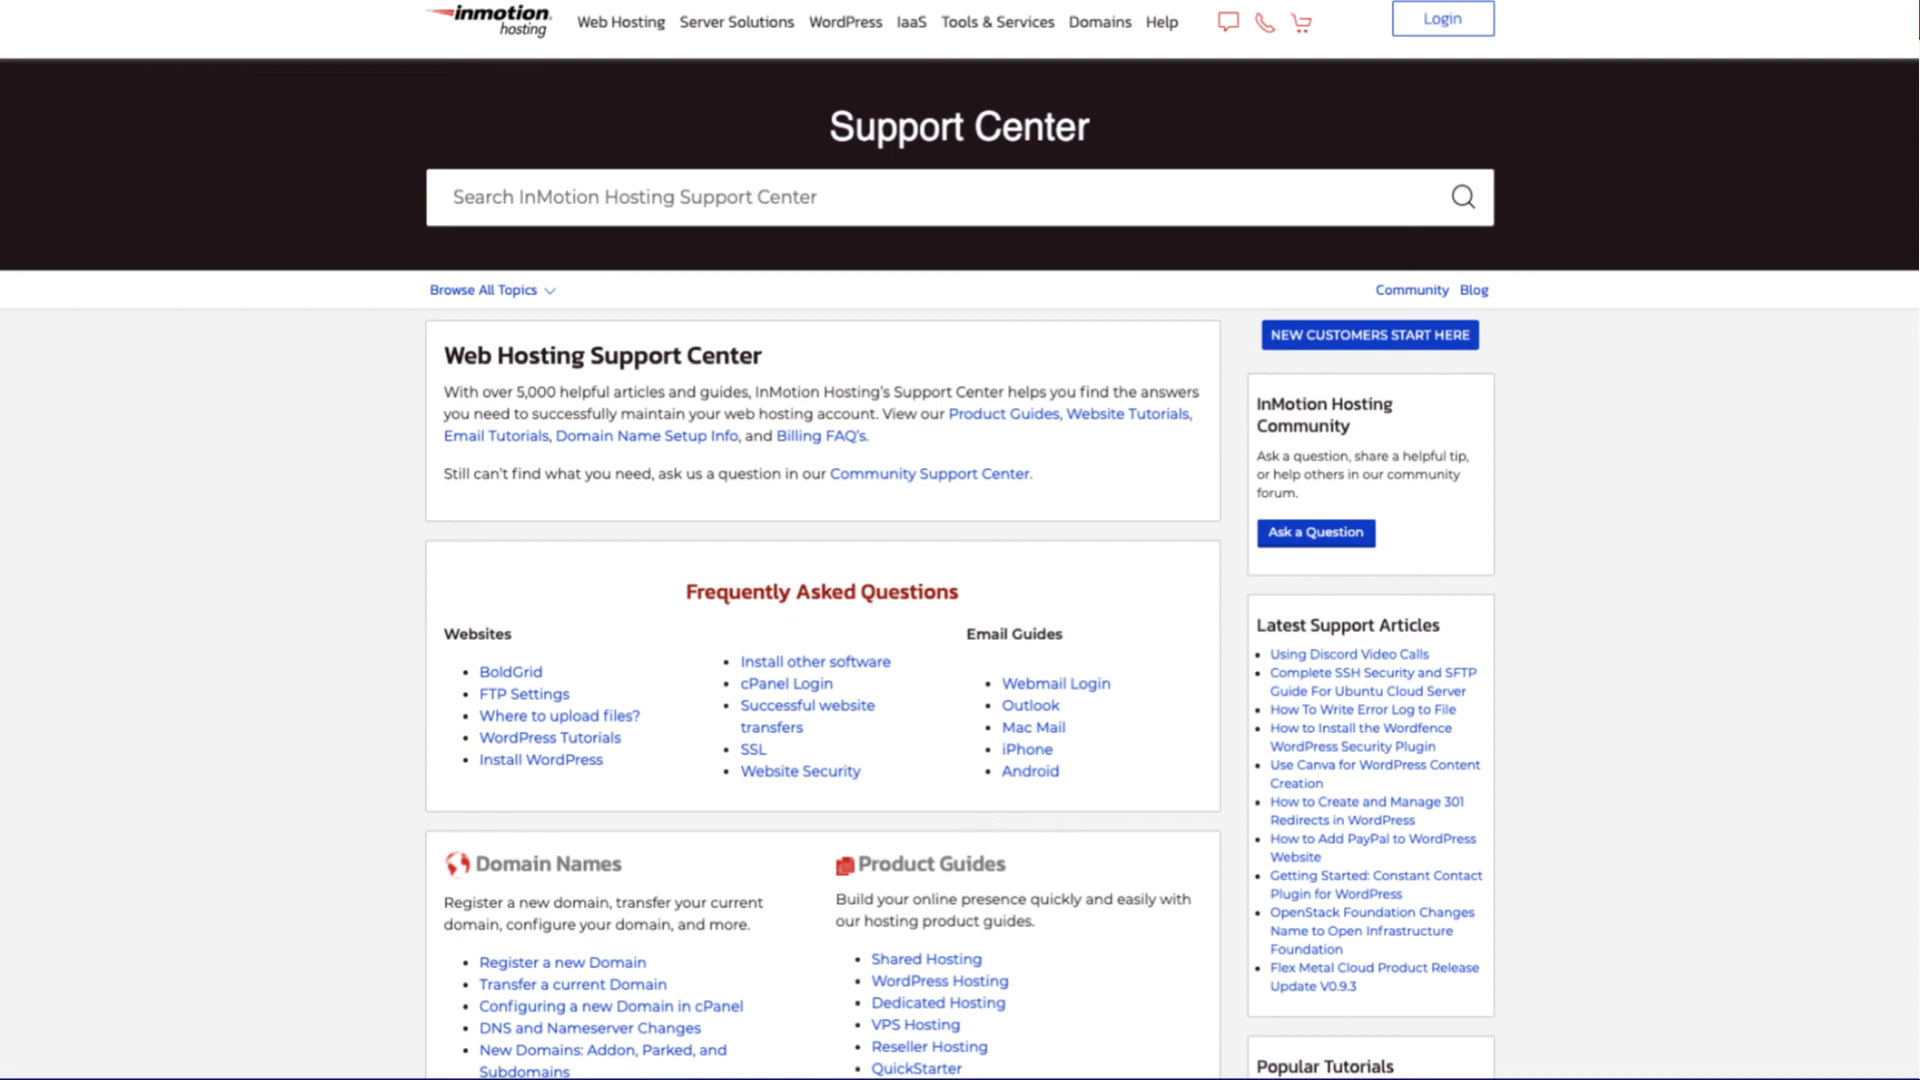 inmotion
hosting
Web Hosting
Server Solutions
WordPress
IaaS
Tools & Services
Domains
Help
Login
Support Center
Search InMotion Hosting Support Center
Browse All Topics
Community
Blog
Web Hosting Support Center
With over 5,000 helpful articles and guides, InMotion Hosting's Support Center helps you find the answers
you need to successfully maintain your web hosting account. View our Product Guides, Website Tutorials,
Email Tutorials, Domain Name Setup Info, and Billing FAQ's.
Still can't find what you need, ask us a question in our Community Support Center.
Frequently Asked Questions
Websites
BoldGrid
FTP Settings
Where to upload files?
WordPress Tutorials
Install WordPress
Install other software
cPanel Login
Successful website
transfers
SSL
Website Security
Email Guides
Webmail Login
Outlook
Mac Mail
iPhone
Android
Domain Names
Register a new domain, transfer your current
domain, configure your domain, and more.
Register a new Domain
Transfer a current Domain
Configuring a new Domain in cPanel
DNS and Nameserver Changes
New Domains: Addon, Parked, and
Subdomains
Product Guides
Build your online presence quickly and easily with
our hosting product guides.
Shared Hosting
WordPress Hosting
Dedicated Hosting
VPS Hosting
Reseller Hosting
QuickStarter
NEW CUSTOMERS START HERE
InMotion Hosting
Community
Ask a question, share a helpful tip,
or help others in our community
forum.
Ask a Question
Latest Support Articles
Using Discord Video Calls
Complete SSH Security and SFTP
Guide For Ubuntu Cloud Server
How To Write Error Log to File
How to Install the Wordfence
WordPress Security Plugin
Use Canva for WordPress Content
Creation
How to Create and Manage 301
Redirects in WordPress
How to Add PayPal to WordPress
Website
Getting Started: Constant Contact
Plugin for WordPress
OpenStack Foundation Changes
Name to Open Infrastructure
Foundation
Flex Metal Cloud Product Release
Update V0.9.3
Popular Tutorials